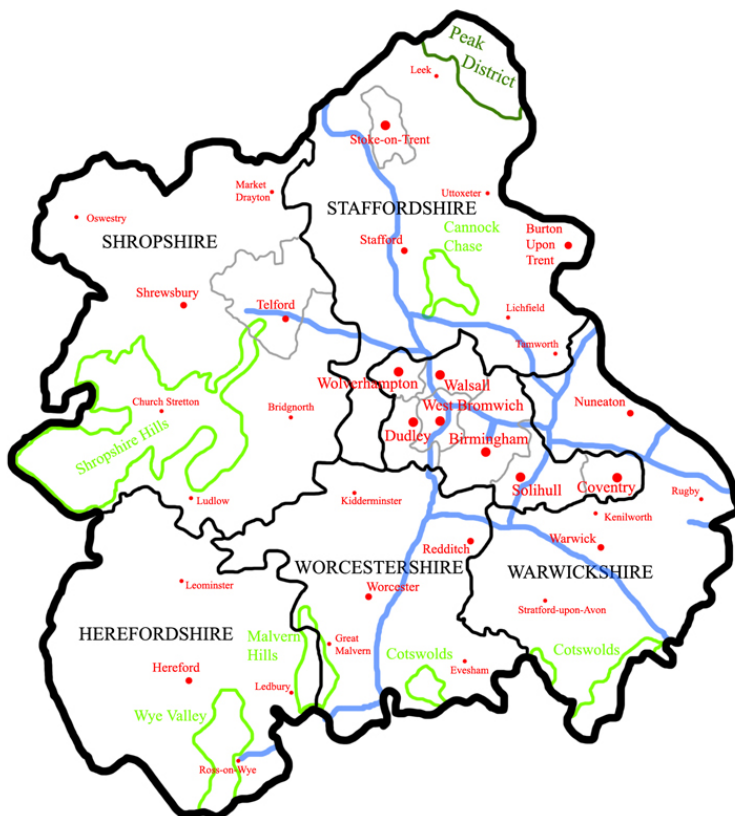 Peak
District
Leek
Stoke-on-Trent
Market
Drayton
Uttoxeter
Oswestry
STAFFORDSHIRE
SHROPSHIRE
Cannock
Chase
Stafford
Burton
Upon
Trent
Shrewsbury
Telford
Lichfield
Tamworth
Wolverhampton
Walsall
Church Stretton
Bridgnorth
West Bromwich
Nuneaton
Dudley
Birmingham
Shropshire Hills
Solihull
Coventry
Ludlow
Kidderminster
Rugby
Kenilworth
Redditch
Warwick
WORCESTERSHIRE
WARWICKSHIRE
Leominster
Worcester
Stratford-upon-Avon
HEREFORDSHIRE
Malvern
Hills
Great
Malvern
Cotswolds
Cotswolds
Evesham
Hereford
Ledbury
Wye Valley
Ross-on-Wye